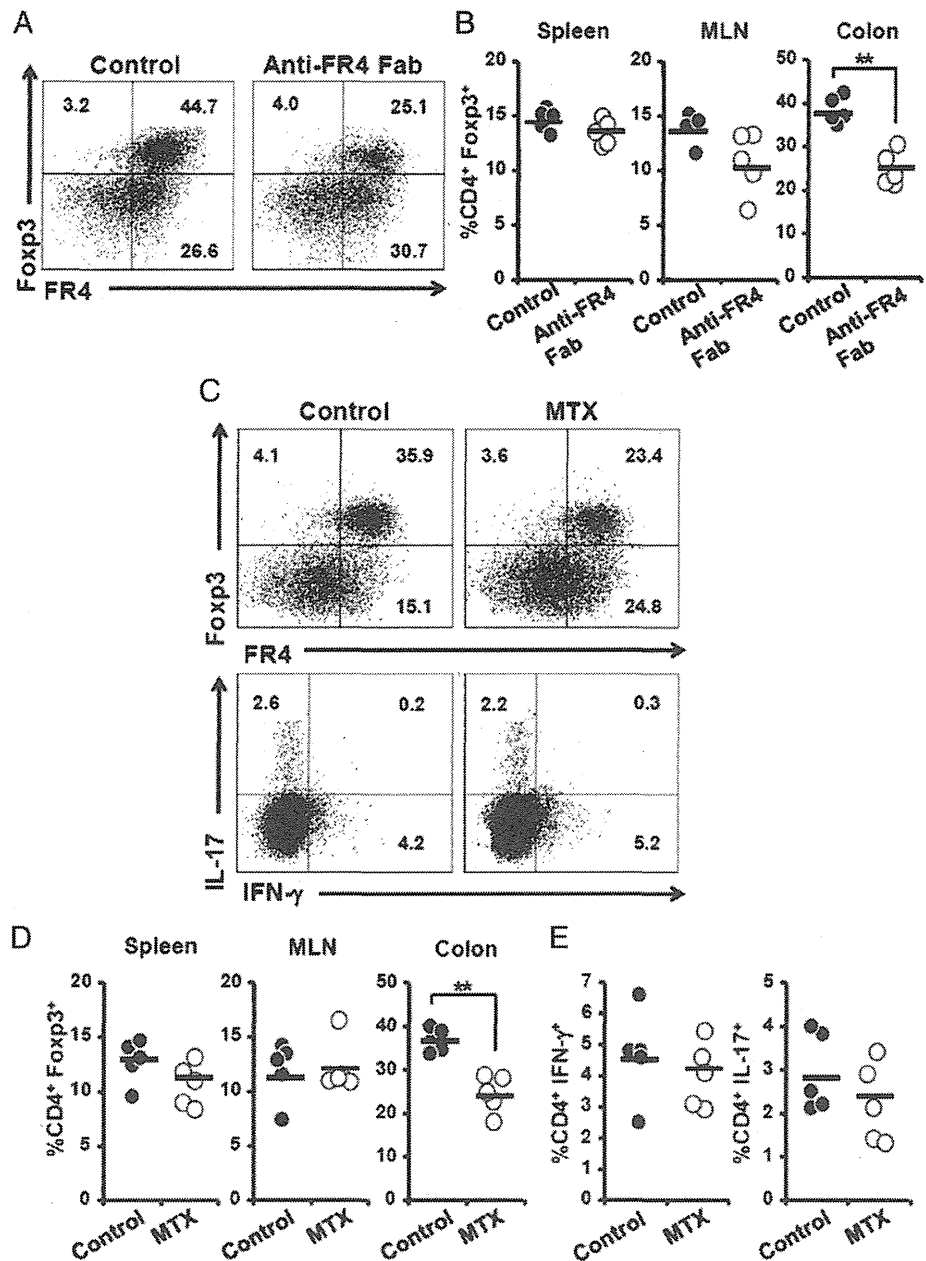 A
Control
Anti-FR4 Fab
3.2
44.7
26.6
4.0
25.1
30.7
Foxp3
FR4
B
Spleen
MLN
Colon
%CD4+ Foxp3+
20
15
10
5
0
Control
Anti-FR4 Fab
20
15
10
5
0
Control
Anti-FR4 Fab
50
40
30
20
10
0
**
Control
Anti-FR4 Fab
C
Control
MTX
4.1
35.9
15.1
3.6
23.4
24.8
Foxp3
FR4
2.6
0.2
4.2
2.2
0.3
5.2
IL-17
IFN-γ
D
Spleen
MLN
Colon
%CD4+ Foxp3+
20
15
10
5
0
Control
MTX
20
15
10
5
0
Control
MTX
50
40
30
20
10
0
**
Control
MTX
E
%CD4+ IFN-γ+
7
6
5
4
3
2
1
0
Control
MTX
%CD4+ IL-17+
5
4
3
2
1
0
Control
MTX